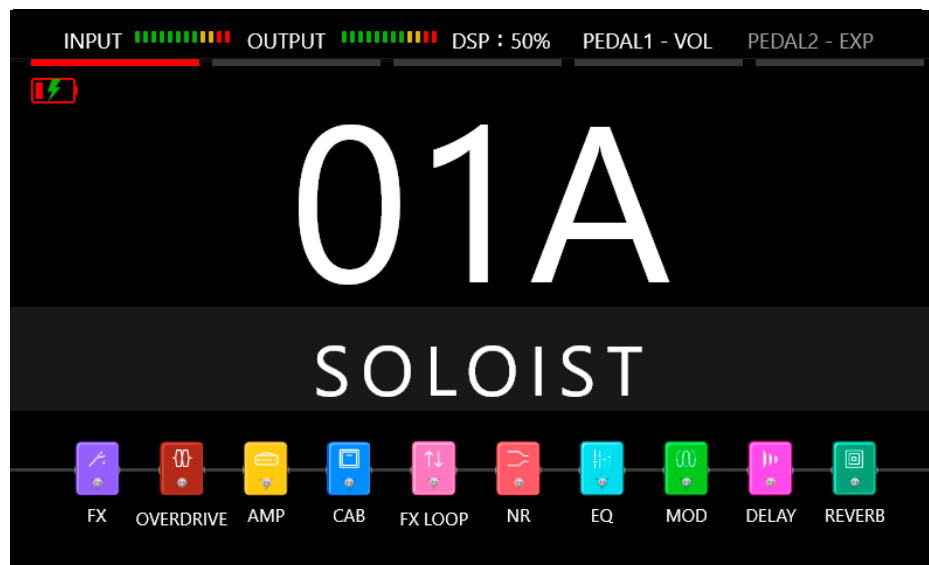 INPUT OUTPUT DSP : 50% PEDAL1 - VOL PEDAL2 - EXP
01A
SOLOIST
FX OVERDRIVE AMP CAB FX LOOP NR EQ MOD DELAY REVERB